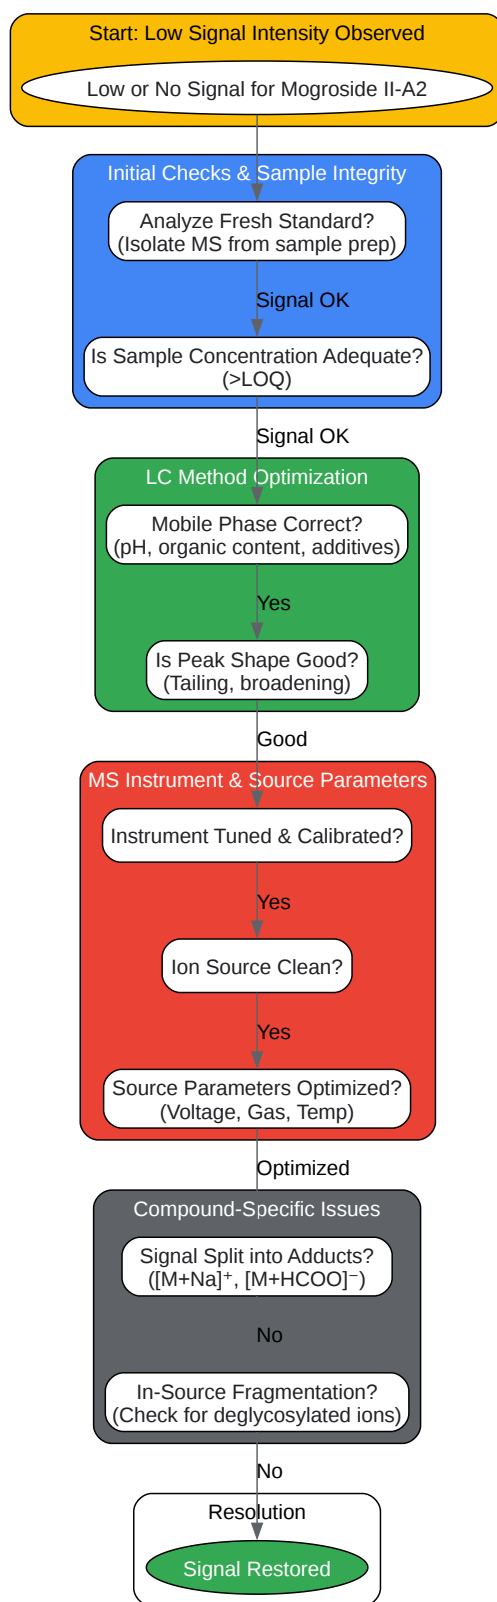 Start: Low Signal Intensity Observed
Low or No Signal for Mogroside II-A2
Initial Checks & Sample Integrity
Analyze Fresh Standard?
(Isolate MS from sample prep)
Signal OK
Is Sample Concentration Adequate?
(>LOQ)
Signal OK
LC Method Optimization
Mobile Phase Correct?
(pH, organic content, additives)
Yes
Is Peak Shape Good?
(Tailing, broadening)
Good
MS Instrument & Source Parameters
Instrument Tuned & Calibrated?
Yes
Ion Source Clean?
Yes
Source Parameters Optimized?
(Voltage, Gas, Temp)
Optimized
Compound-Specific Issues
Signal Split into Adducts?
([M+Na]⁺, [M+HCOO]⁻)
No
In-Source Fragmentation?
(Check for deglycosylated ions)
No
Resolution
Signal Restored